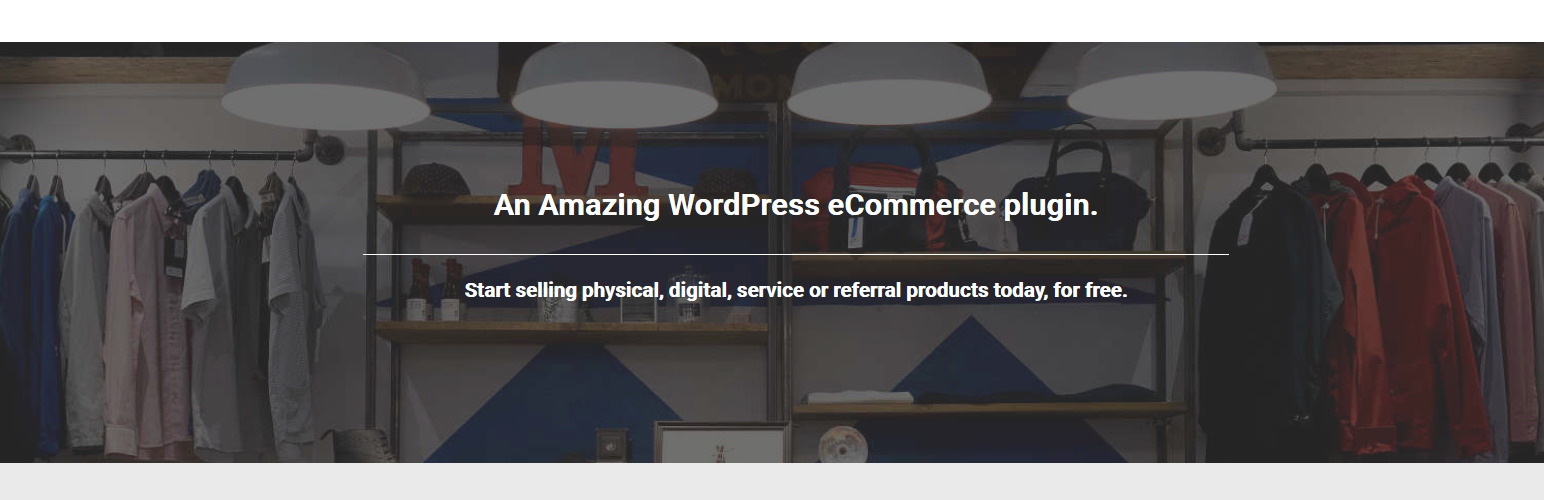 M
An Amazing WordPress eCommerce plugin.
Start selling physical, digital, service or referral products today, for free.